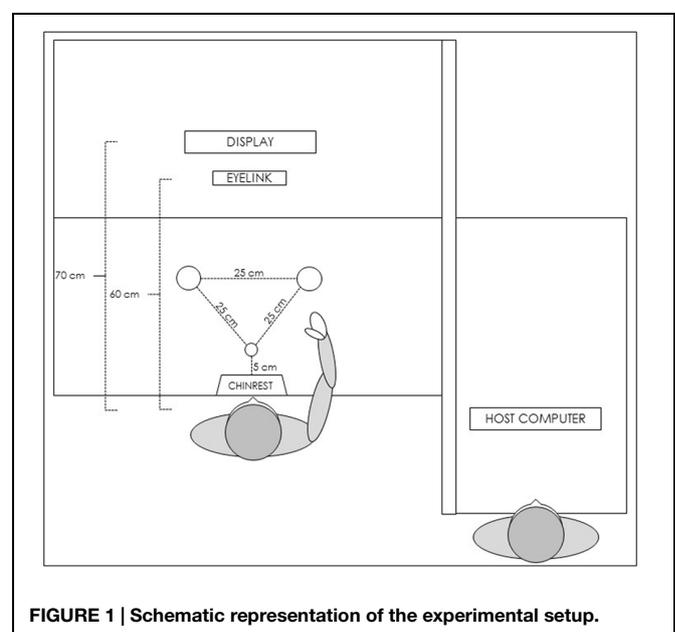 DISPLAY
EYELINK
70 cm
60 cm
25 cm
25 cm
25 cm
5 cm
CHINREST
HOST COMPUTER
FIGURE 1 | Schematic representation of the experimental setup.